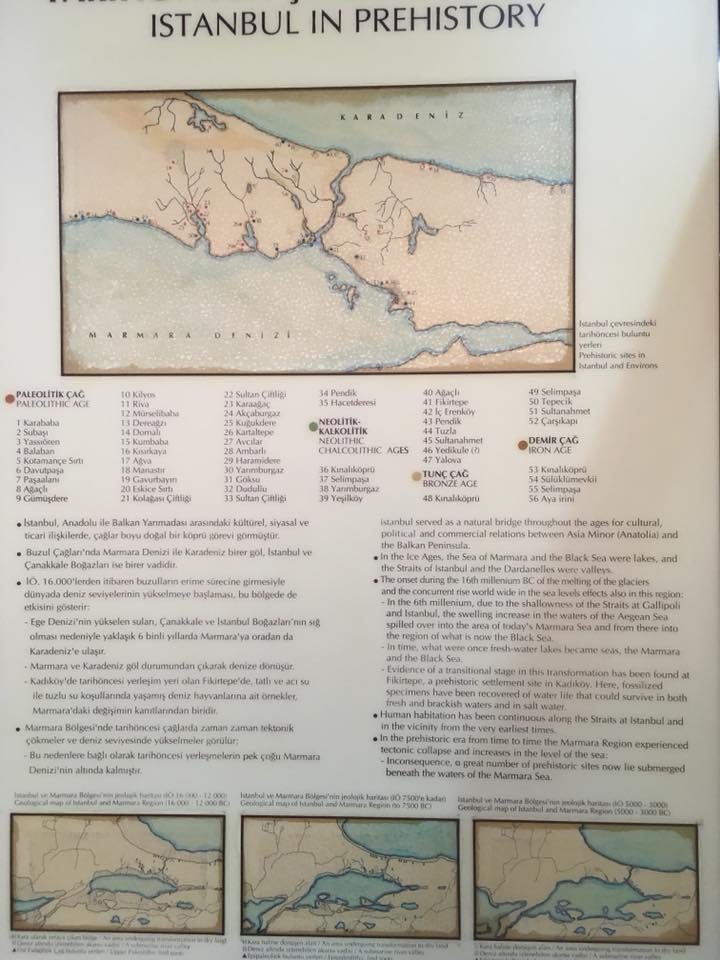 ISTANBUL IN PREHISTORY
K A R A D E N İ Z
M A R M A R A D E N İ Z İ
İstanbul çevresindeki
tarihöncesi buluntu
yerleri
Prehistoric sites in
Istanbul and Environs
PALEOLİTİK ÇAĞ
PALEOLITHIC AGE
1 Karababa
2 Subaşı
3 Yassıören
4 Balaban
5 Kotamançe Sırtı
6 Davutpaşa
7 Paşaalanı
8 Ağaçlı
9 Gümüşdere
10 Kilyos
11 Riva
12 Mürselibaba
13 Dereağzı
14 Domalı
15 Kumbaba
16 Kısırkaya
17 Ağva
18 Manastır
19 Gavurbayın
20 Eskice Sırtı
21 Kolağası Çiftliği
22 Sultan Çiftliği
23 Karaağaç
24 Akçaburgaz
25 Kuğukdere
26 Kartaltepe
27 Avcılar
28 Ambarlı
29 Haramidere
30 Yarımburgaz
31 Göksu
32 Dudullu
33 Sultan Çiftliği
34 Pendik
35 Hacetderesi
NEOLİTİK-
KALKOLİTİK
NEOLITHIC
CHALCOLITHIC AGES
36 Kınalıköprü
37 Selimpaşa
38 Yarımburgaz
39 Yeşilköy
40 Ağaçlı
41 Fikirtepe
42 İç Erenköy
43 Pendik
44 Tuzla
45 Sultanahmet
46 Yedikule (?)
47 Yalova
TUNÇ ÇAĞ
BRONZE AGE
48 Kınalıköprü
49 Selimpaşa
50 Tepecik
51 Sultanahmet
52 Çarşıkapı
DEMİR ÇAĞ
IRON AGE
53 Kınalıköprü
54 Sülüklümevkii
55 Selimpaşa
56 Aya irini
• İstanbul, Anadolu ile Balkan Yarımadası arasındaki kültürel, siyasal ve
ticari ilişkilerde, çağlar boyu doğal bir köprü görevi görmüştür.
• Buzul Çağları'nda Marmara Denizi ile Karadeniz birer göl, İstanbul ve
Çanakkale Boğazları ise birer vadidir.
• İÖ. 16.000'lerden itibaren buzulların erime sürecine girmesiyle
dünyada deniz seviyelerinin yükselmeye başlaması, bu bölgede de
etkisini gösterir:
- Ege Denizi'nin yükselen suları, Çanakkale ve İstanbul Boğazları'nın sığ
olması nedeniyle yaklaşık 6 binli yıllarda Marmara'ya oradan da
Karadeniz'e ulaşır.
- Marmara ve Karadeniz göl durumundan çıkarak denize dönüşür.
- Kadıköy'de tarihöncesi yerleşim yeri olan Fikirtepe'de, tatlı ve acı su
ile tuzlu su koşullarında yaşamış deniz hayvanlarına ait örnekler,
Marmara'daki değişimin kanıtlarından biridir.
• Marmara Bölgesi'nde tarihöncesi çağlarda zaman zaman tektonik
çökmeler ve deniz seviyesinde yükselmeler görülür;
- Bu nedenlere bağlı olarak tarihöncesi yerleşmelerin pek çoğu Marmara
Denizi'nin altında kalmıştır.
istanbul served as a natural bridge throughout the ages for cultural,
political and commercial relations between Asia Minor (Anatolia) and
the Balkan Peninsula.
• In the Ice Ages, the Sea of Marmara and the Black Sea were lakes, and
the Straits of Istanbul and the Dardanelles were valleys.
• The onset during the 16th millenium BC of the melting of the glaciers
and the concurrent rise world wide in the sea levels effects also in this region:
- In the 6th millenium, due to the shallowness of the Straits at Gallipoli
and Istanbul, the swelling increase in the waters of the Aegean Sea
spilled over into the area of today's Marmara Sea and from there into
the region of what is now the Black Sea.
- In time, what were once fresh-water lakes became seas, the Marmara
and the Black Sea.
- Evidence of a transitional stage in this transformation has been found at
Fikirtepe, a prehistoric settlement site in Kadıköy. Here, fossilized
specimens have been recovered of water life that could survive in both
fresh and brackish waters and in salt water.
• Human habitation has been continuous along the Straits at Istanbul and
in the vicinity from the very earliest times.
• In the prehistoric era from time to time the Marmara Region experienced
tectonic collapse and increases in the level of the sea:
- Inconsequence, a great number of prehistoric sites now lie submerged
beneath the waters of the Marmara Sea.
İstanbul ve Marmara Bölgesi'nin jeolojik haritası (İÖ 16 000 - 12 000)
Geological map of Istanbul and Marmara Region (16 000 - 12 000 BC)
İstanbul ve Marmara Bölgesi'nin jeolojik haritası (İÖ 7500'e kadar)
Geological map of Istanbul and Marmara Region (to 7500 BC)
İstanbul ve Marmara Bölgesi'nin jeolojik haritası (İÖ 5000 - 3000)
Geological map of Istanbul and Marmara Region (5000 - 3000 BC)